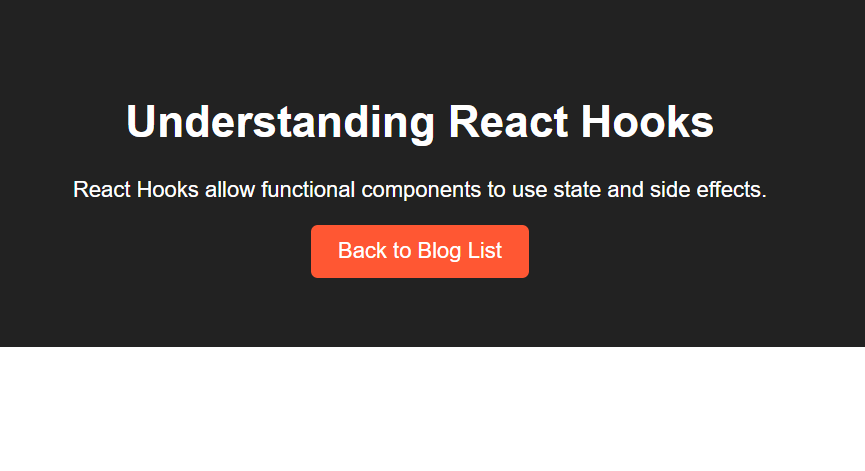 Understanding React Hooks
React Hooks allow functional components to use state and side effects.
Back to Blog List